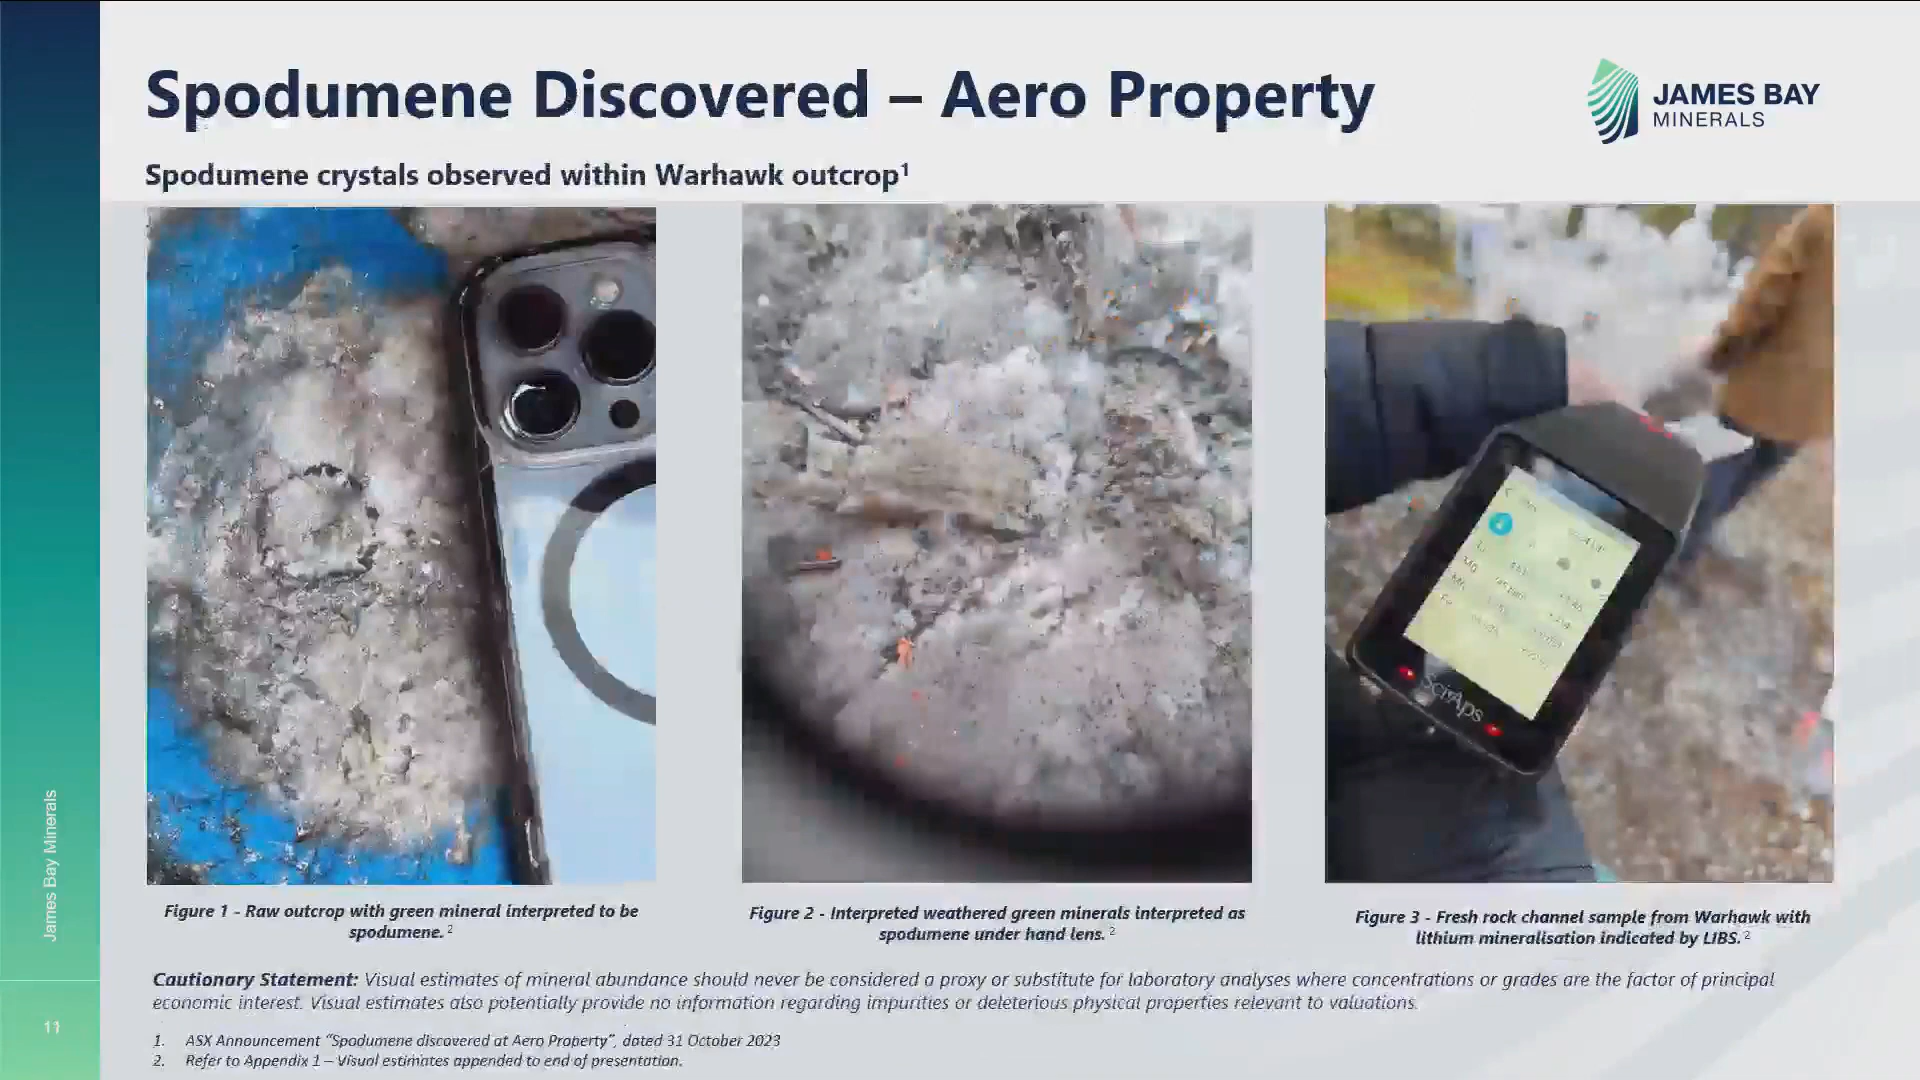 Spodumene Discovered – Aero Property
JAMES BAY
MINERALS
Spodumene crystals observed within Warhawk outcrop¹
SciAps
Figure 1 - Raw outcrop with green mineral interpreted to be
spodumene. ²
Figure 2 - Interpreted weathered green minerals interpreted as
spodumene under hand lens. ²
Figure 3 - Fresh rock channel sample from Warhawk with
lithium mineralisation indicated by LIBS. ²
Cautionary Statement: Visual estimates of mineral abundance should never be considered a proxy or substitute for laboratory analyses where concentrations or grades are the factor of principal
economic interest. Visual estimates also potentially provide no information regarding impurities or deleterious physical properties relevant to valuations.
1. ASX Announcement “Spodumene discovered at Aero Property”, dated 31 October 2023
2. Refer to Appendix 1 – Visual estimates appended to end of presentation.
James Bay Minerals
11